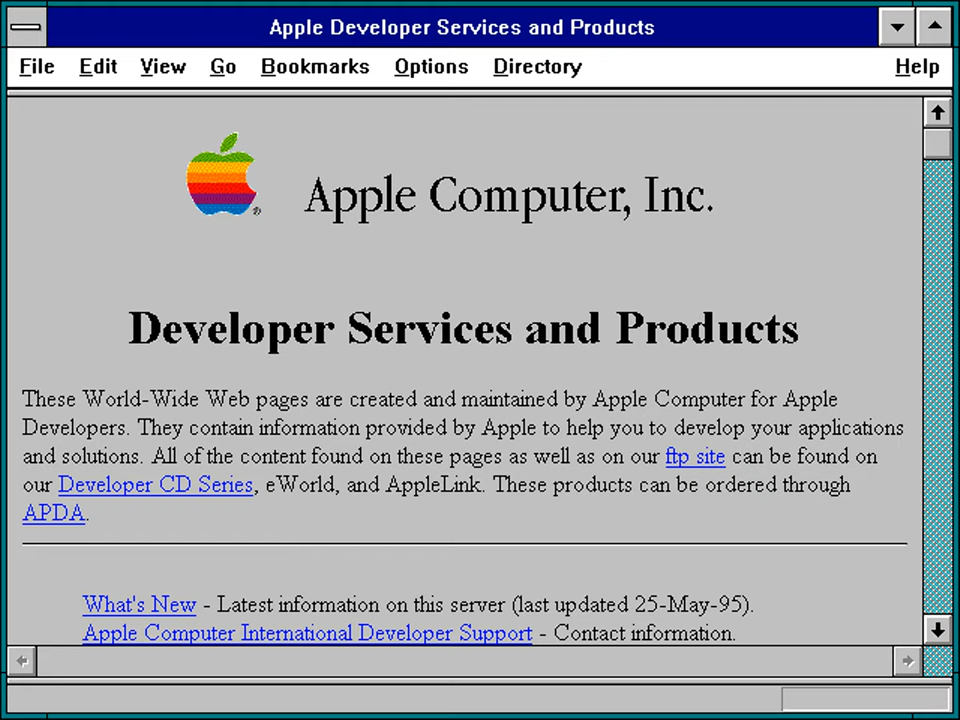 Apple Developer Services and Products
File Edit View Go Bookmarks Options Directory Help
Apple Computer, Inc.
Developer Services and Products
These World-Wide Web pages are created and maintained by Apple Computer for Apple
Developers. They contain information provided by Apple to help you to develop your applications
and solutions. All of the content found on these pages as well as on our ftp site can be found on
our Developer CD Series, eWorld, and AppleLink. These products can be ordered through
APDA.
What's New - Latest information on this server (last updated 25-May-95).
Apple Computer International Developer Support - Contact information.